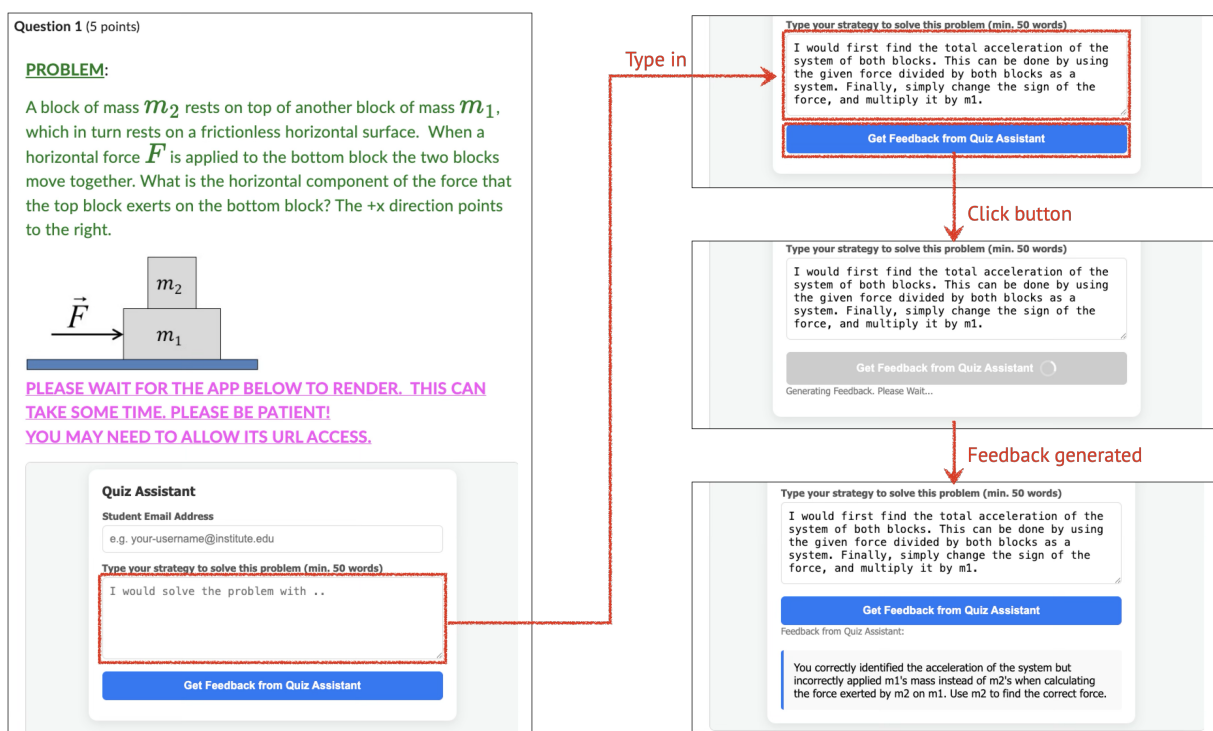 Question 1 (5 points)
PROBLEM:
A block of mass m₂ rests on top of another block of mass m₁,
which in turn rests on a frictionless horizontal surface. When a
horizontal force F is applied to the bottom block the two blocks
move together. What is the horizontal component of the force that
the top block exerts on the bottom block? The +x direction points
to the right.
m₂
F⃗
m₁
PLEASE WAIT FOR THE APP BELOW TO RENDER. THIS CAN
TAKE SOME TIME. PLEASE BE PATIENT!
YOU MAY NEED TO ALLOW ITS URL ACCESS.
Quiz Assistant
Student Email Address
e.g. your-username@institute.edu
Type your strategy to solve this problem (min. 50 words)
I would solve the problem with ..
Get Feedback from Quiz Assistant
Type in
Type your strategy to solve this problem (min. 50 words)
I would first find the total acceleration of the
system of both blocks. This can be done by using
the given force divided by both blocks as a
system. Finally, simply change the sign of the
force, and multiply it by m1.
Get Feedback from Quiz Assistant
Click button
Type your strategy to solve this problem (min. 50 words)
I would first find the total acceleration of the
system of both blocks. This can be done by using
the given force divided by both blocks as a
system. Finally, simply change the sign of the
force, and multiply it by m1.
Get Feedback from Quiz Assistant
Generating Feedback. Please Wait...
Feedback generated
Type your strategy to solve this problem (min. 50 words)
I would first find the total acceleration of the
system of both blocks. This can be done by using
the given force divided by both blocks as a
system. Finally, simply change the sign of the
force, and multiply it by m1.
Get Feedback from Quiz Assistant
Feedback from Quiz Assistant:
You correctly identified the acceleration of the system but
incorrectly applied m1's mass instead of m2's when calculating
the force exerted by m2 on m1. Use m2 to find the correct force.